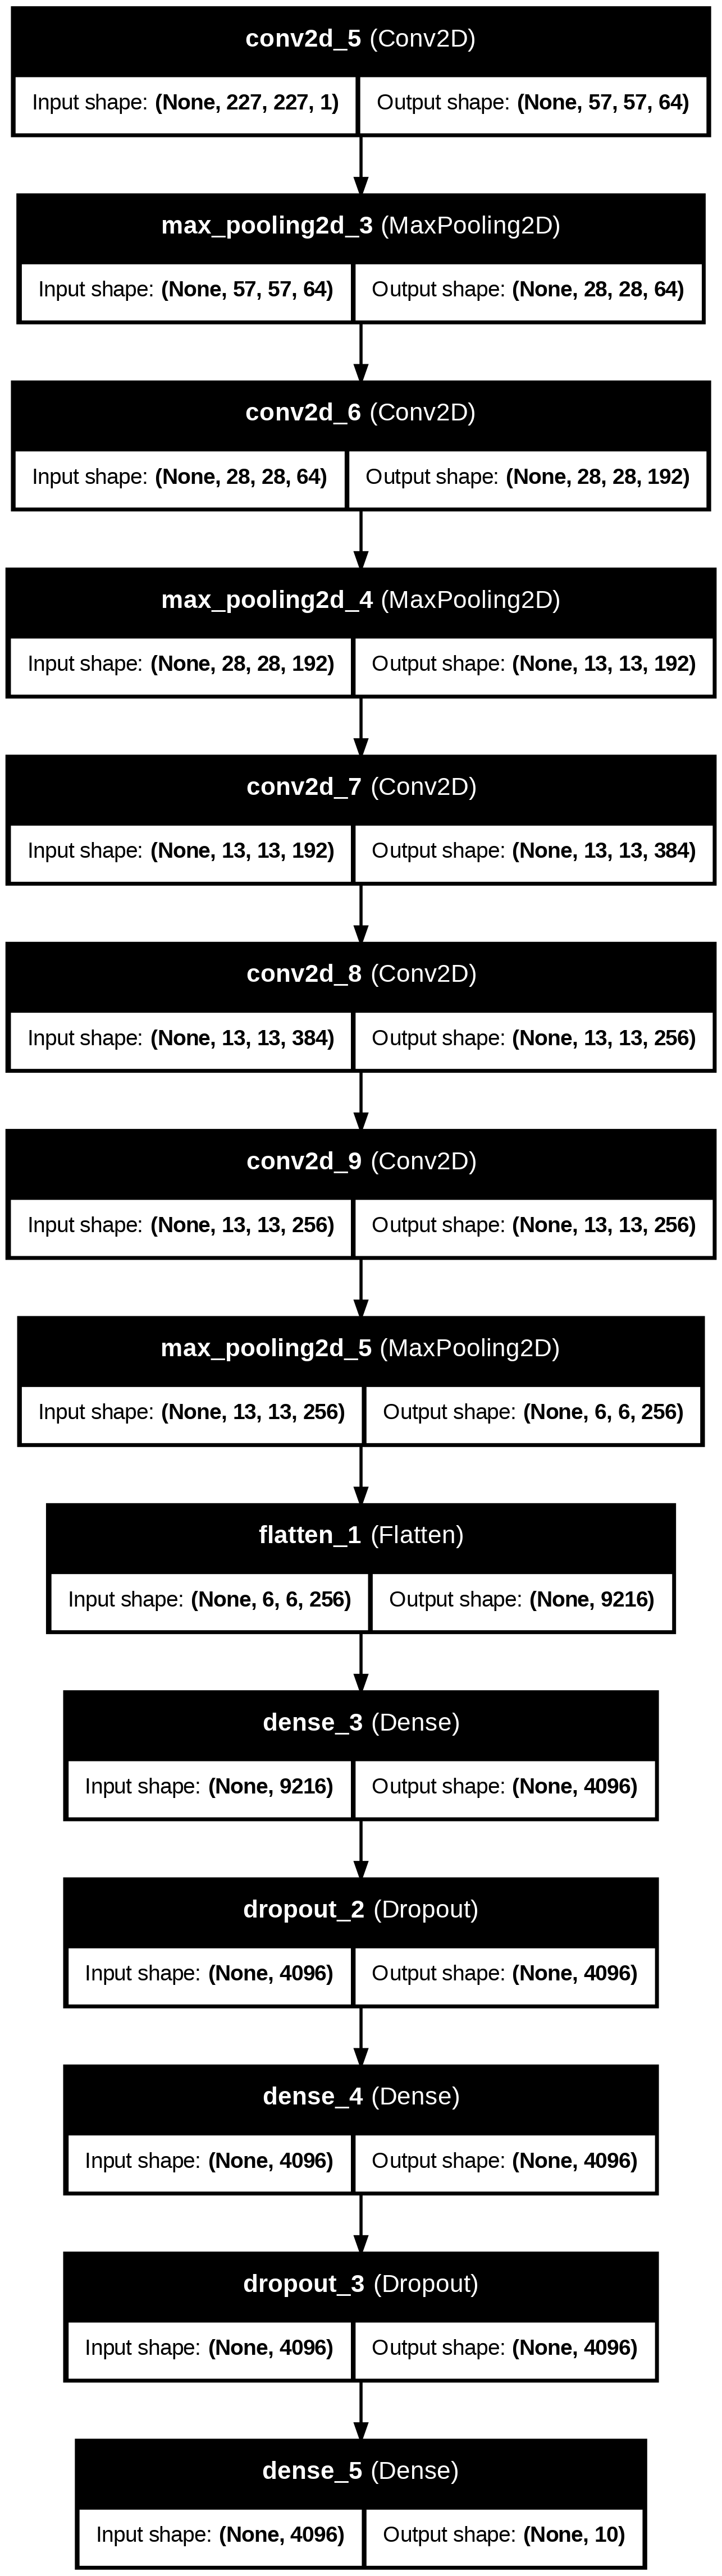 conv2d_5 (Conv2D)
Input shape: (None, 227, 227, 1) Output shape: (None, 57, 57, 64)
max_pooling2d_3 (MaxPooling2D)
Input shape: (None, 57, 57, 64) Output shape: (None, 28, 28, 64)
conv2d_6 (Conv2D)
Input shape: (None, 28, 28, 64) Output shape: (None, 28, 28, 192)
max_pooling2d_4 (MaxPooling2D)
Input shape: (None, 28, 28, 192) Output shape: (None, 13, 13, 192)
conv2d_7 (Conv2D)
Input shape: (None, 13, 13, 192) Output shape: (None, 13, 13, 384)
conv2d_8 (Conv2D)
Input shape: (None, 13, 13, 384) Output shape: (None, 13, 13, 256)
conv2d_9 (Conv2D)
Input shape: (None, 13, 13, 256) Output shape: (None, 13, 13, 256)
max_pooling2d_5 (MaxPooling2D)
Input shape: (None, 13, 13, 256) Output shape: (None, 6, 6, 256)
flatten_1 (Flatten)
Input shape: (None, 6, 6, 256) Output shape: (None, 9216)
dense_3 (Dense)
Input shape: (None, 9216) Output shape: (None, 4096)
dropout_2 (Dropout)
Input shape: (None, 4096) Output shape: (None, 4096)
dense_4 (Dense)
Input shape: (None, 4096) Output shape: (None, 4096)
dropout_3 (Dropout)
Input shape: (None, 4096) Output shape: (None, 4096)
dense_5 (Dense)
Input shape: (None, 4096) Output shape: (None, 10)